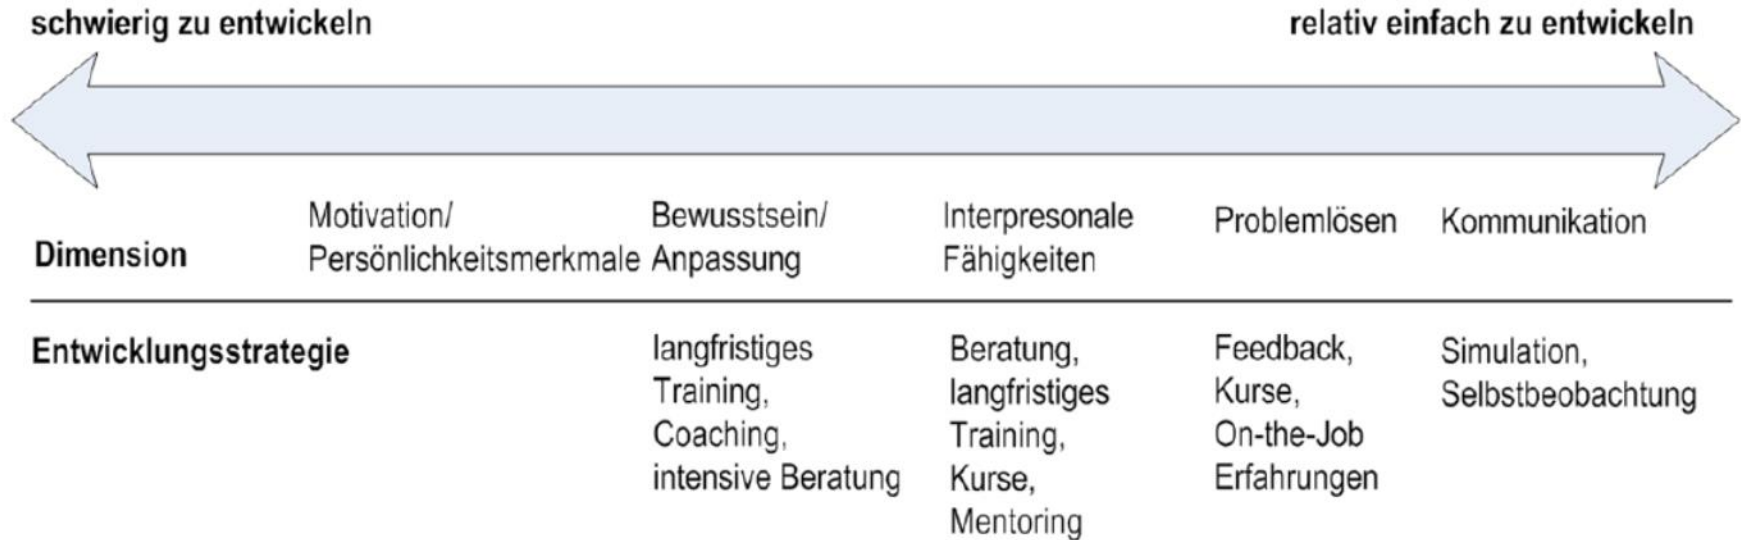 schwierig zu entwickeln
relativ einfach zu entwickeln
Dimension
Motivation/
Persönlichkeitsmerkmale
Bewusstsein/
Anpassung
Interpresonale
Fähigkeiten
Problemlösen
Kommunikation
Entwicklungsstrategie
langfristiges
Training,
Coaching,
intensive Beratung
Beratung,
langfristiges
Training,
Kurse,
Mentoring
Feedback,
Kurse,
On-the-Job
Erfahrungen
Simulation,
Selbstbeobachtung